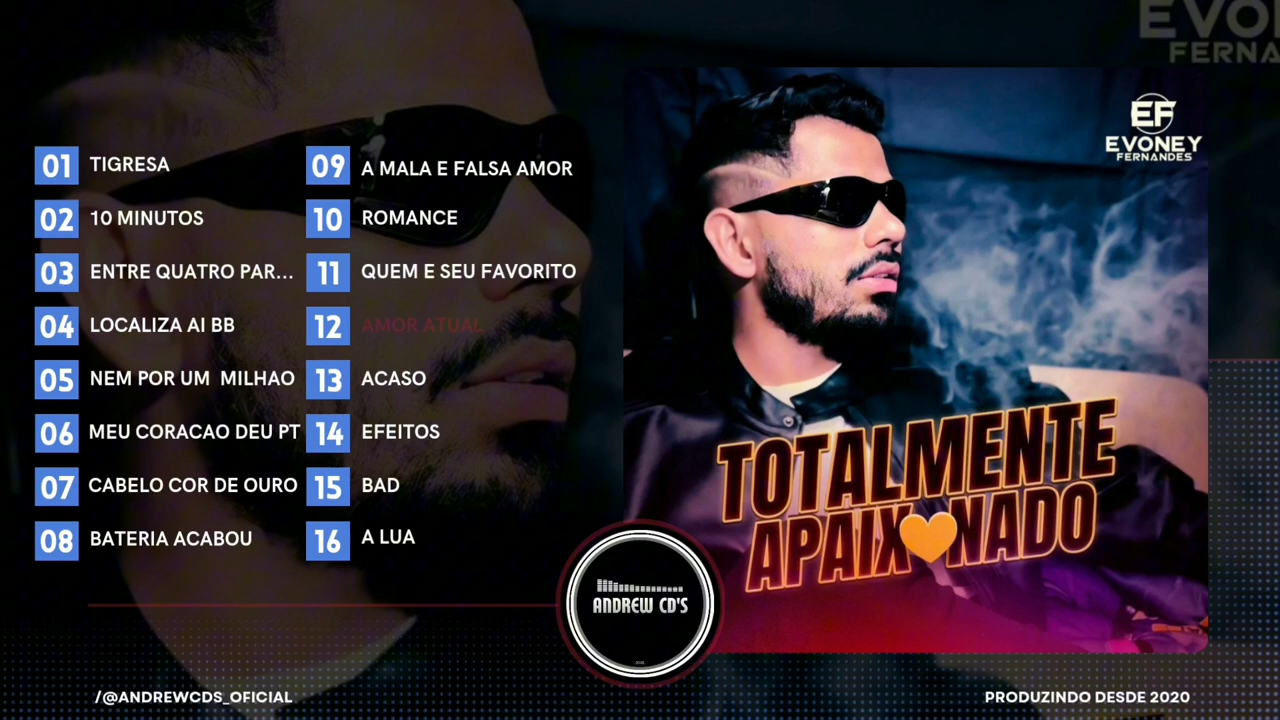 EVO
FERNA
EF
EVONEY
FERNANDES
01 TIGRESA
02 10 MINUTOS
03 ENTRE QUATRO PAR...
04 LOCALIZA AI BB
05 NEM POR UM MILHAO
06 MEU CORACAO DEU PT
07 CABELO COR DE OURO
08 BATERIA ACABOU
09 A MALA E FALSA AMOR
10 ROMANCE
11 QUEM E SEU FAVORITO
12 AMOR ATUAL
13 ACASO
14 EFEITOS
15 BAD
16 A LUA
TOTALMENTE
APAIX🧡NADO
ANDREW CD'S
/@ANDREWCDS_OFICIAL
PRODUZINDO DESDE 2020